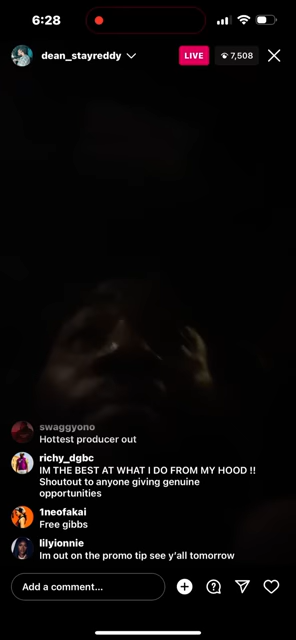 6:28
dean_stayreddy
LIVE
7,508
swaggyono
Hottest producer out
richy_dgbc
IM THE BEST AT WHAT I DO FROM MY HOOD !!
Shoutout to anyone giving genuine
opportunities
1neofakai
Free gibbs
lilyionnie
Im out on the promo tip see y'all tomorrow
Add a comment...